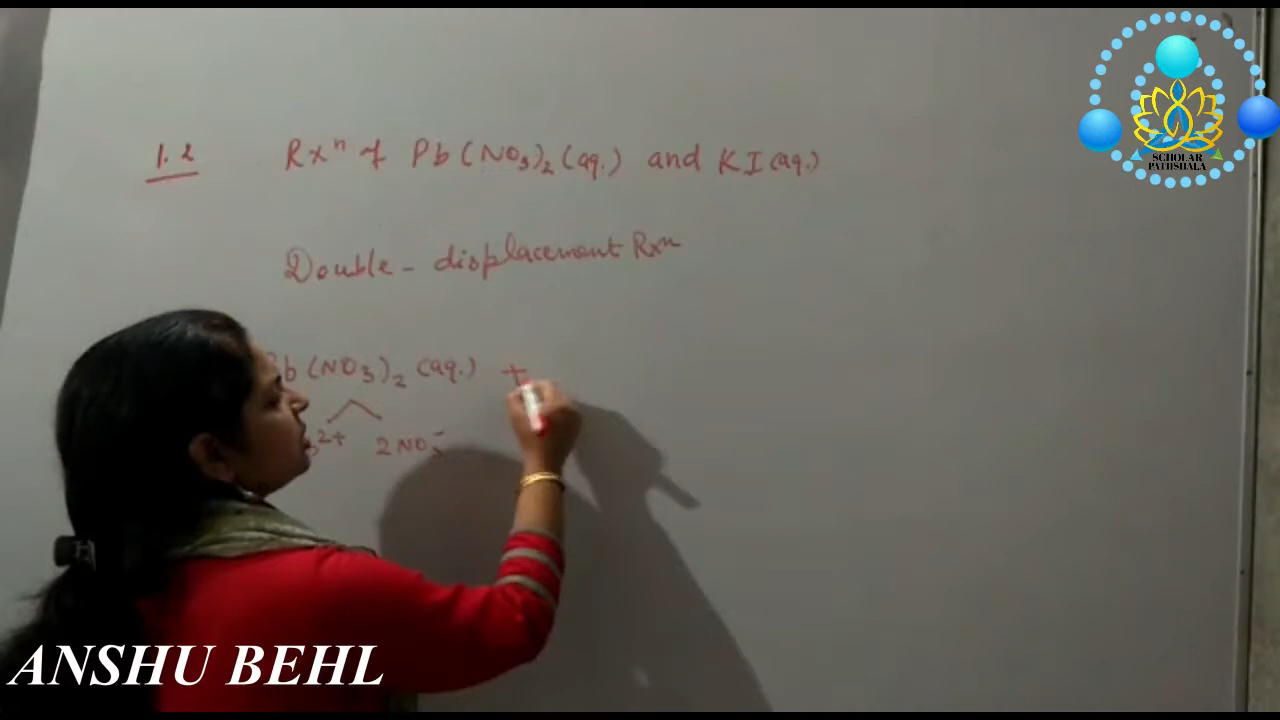 1.2 Rxⁿ of Pb(NO₃)₂(aq.) and KI(aq.)
Double-displacement Rxⁿ
Pb(NO₃)₂(aq.) +
2+ 2NO₃⁻
SCHOLAR
PATHSHALA
ANSHU BEHL